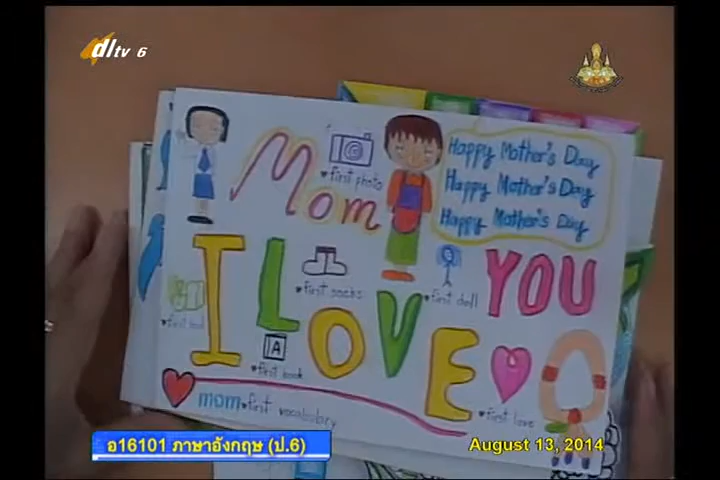 dltv 6
Happy Mother's Day
Happy Mother's Day
Happy Mother's Day
Mom
♥first photo
I LOVE YOU
♥first socks
♥first doll
♥first book
♥first love
mom♥first vocabulary
A
อ16101 ภาษาอังกฤษ (ป.6)
August 13, 2014